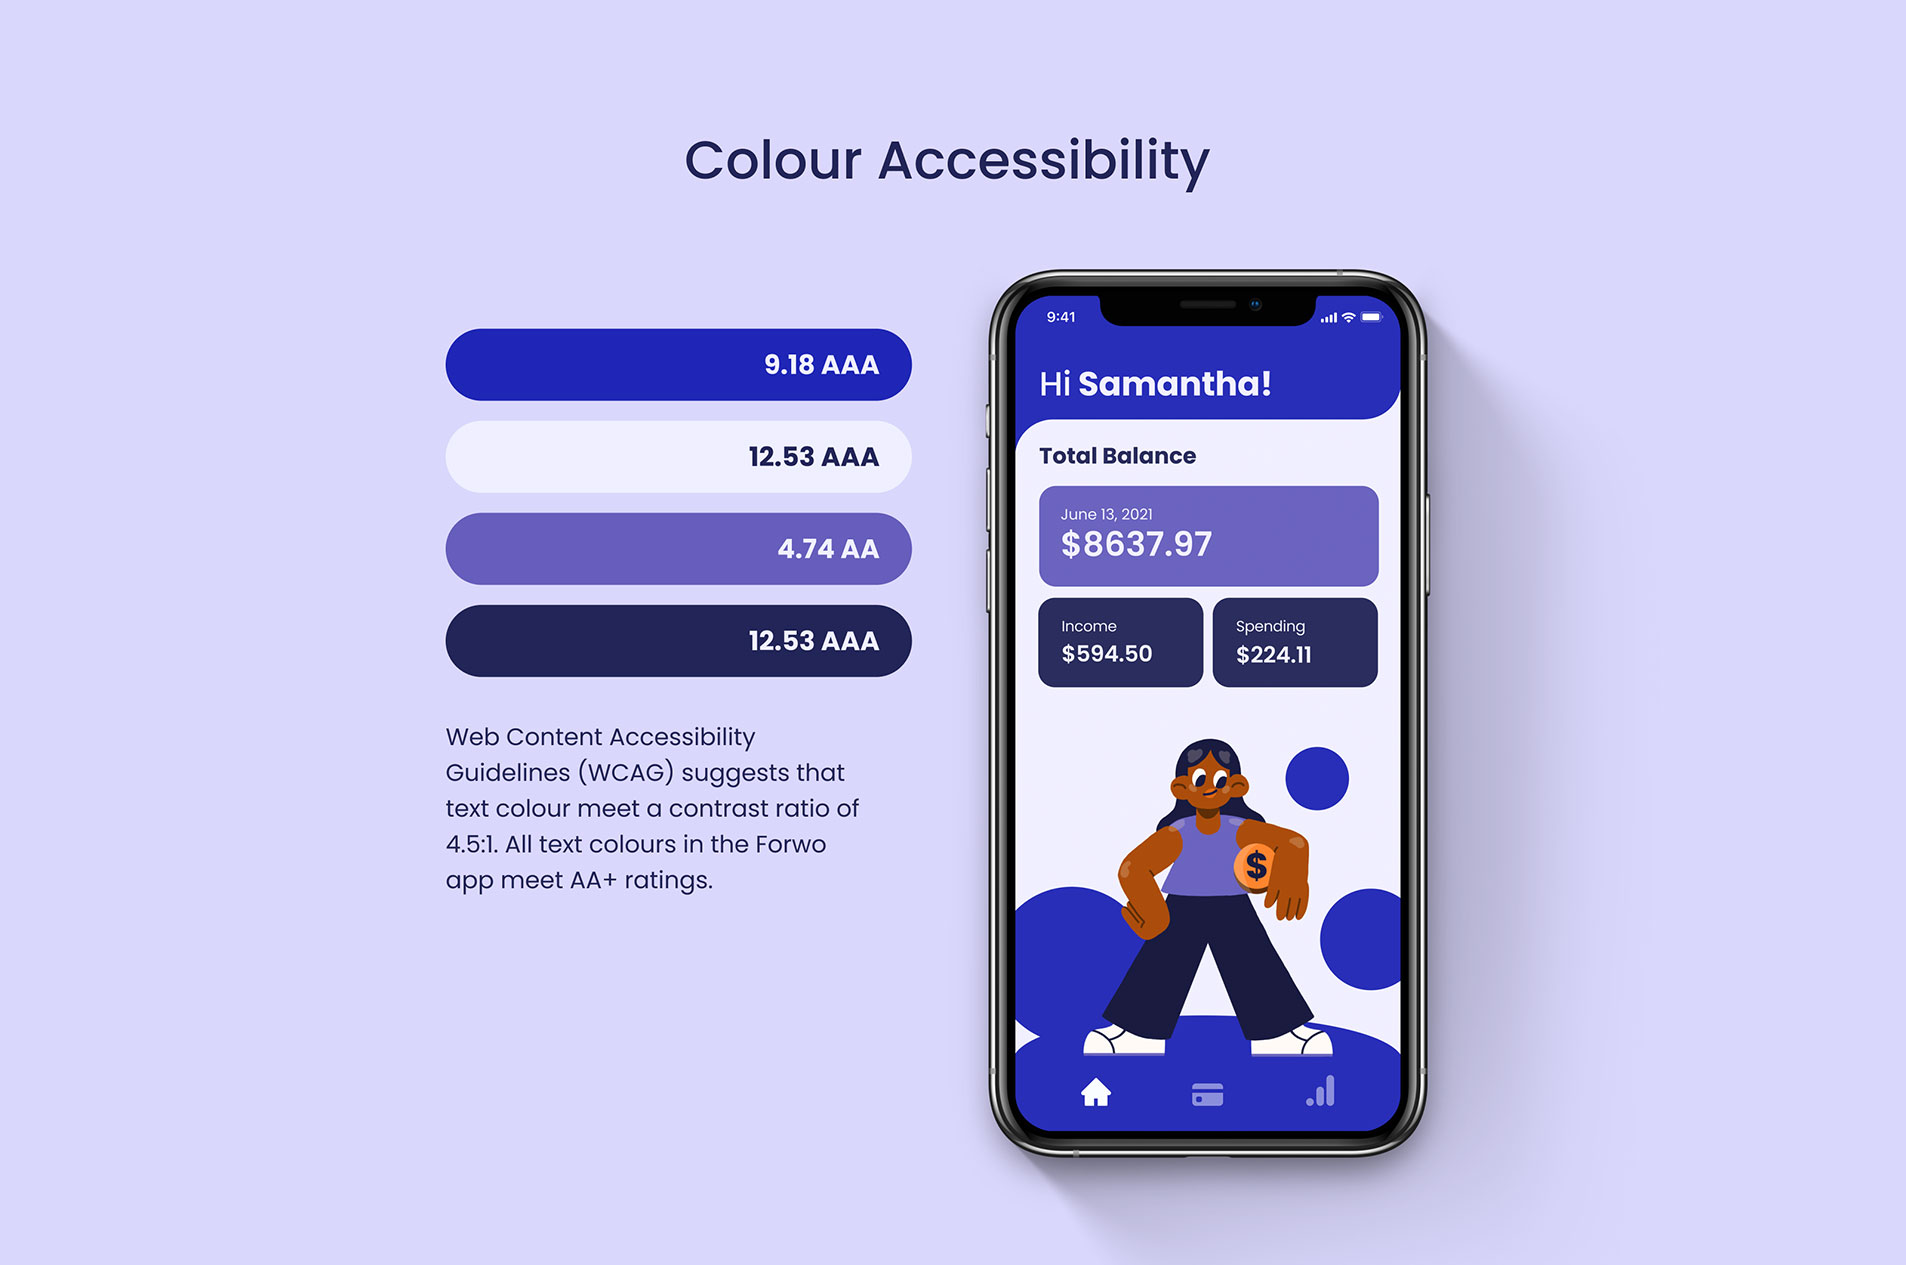 Colour Accessibility
9.18 AAA
12.53 AAA
4.74 AA
12.53 AAA
Web Content Accessibility
Guidelines (WCAG) suggests that
text colour meet a contrast ratio of
4.5:1. All text colours in the Forwo
app meet AA+ ratings.
9:41
Hi Samantha!
Total Balance
June 13, 2021
$8637.97
Income
$594.50
Spending
$224.11
$